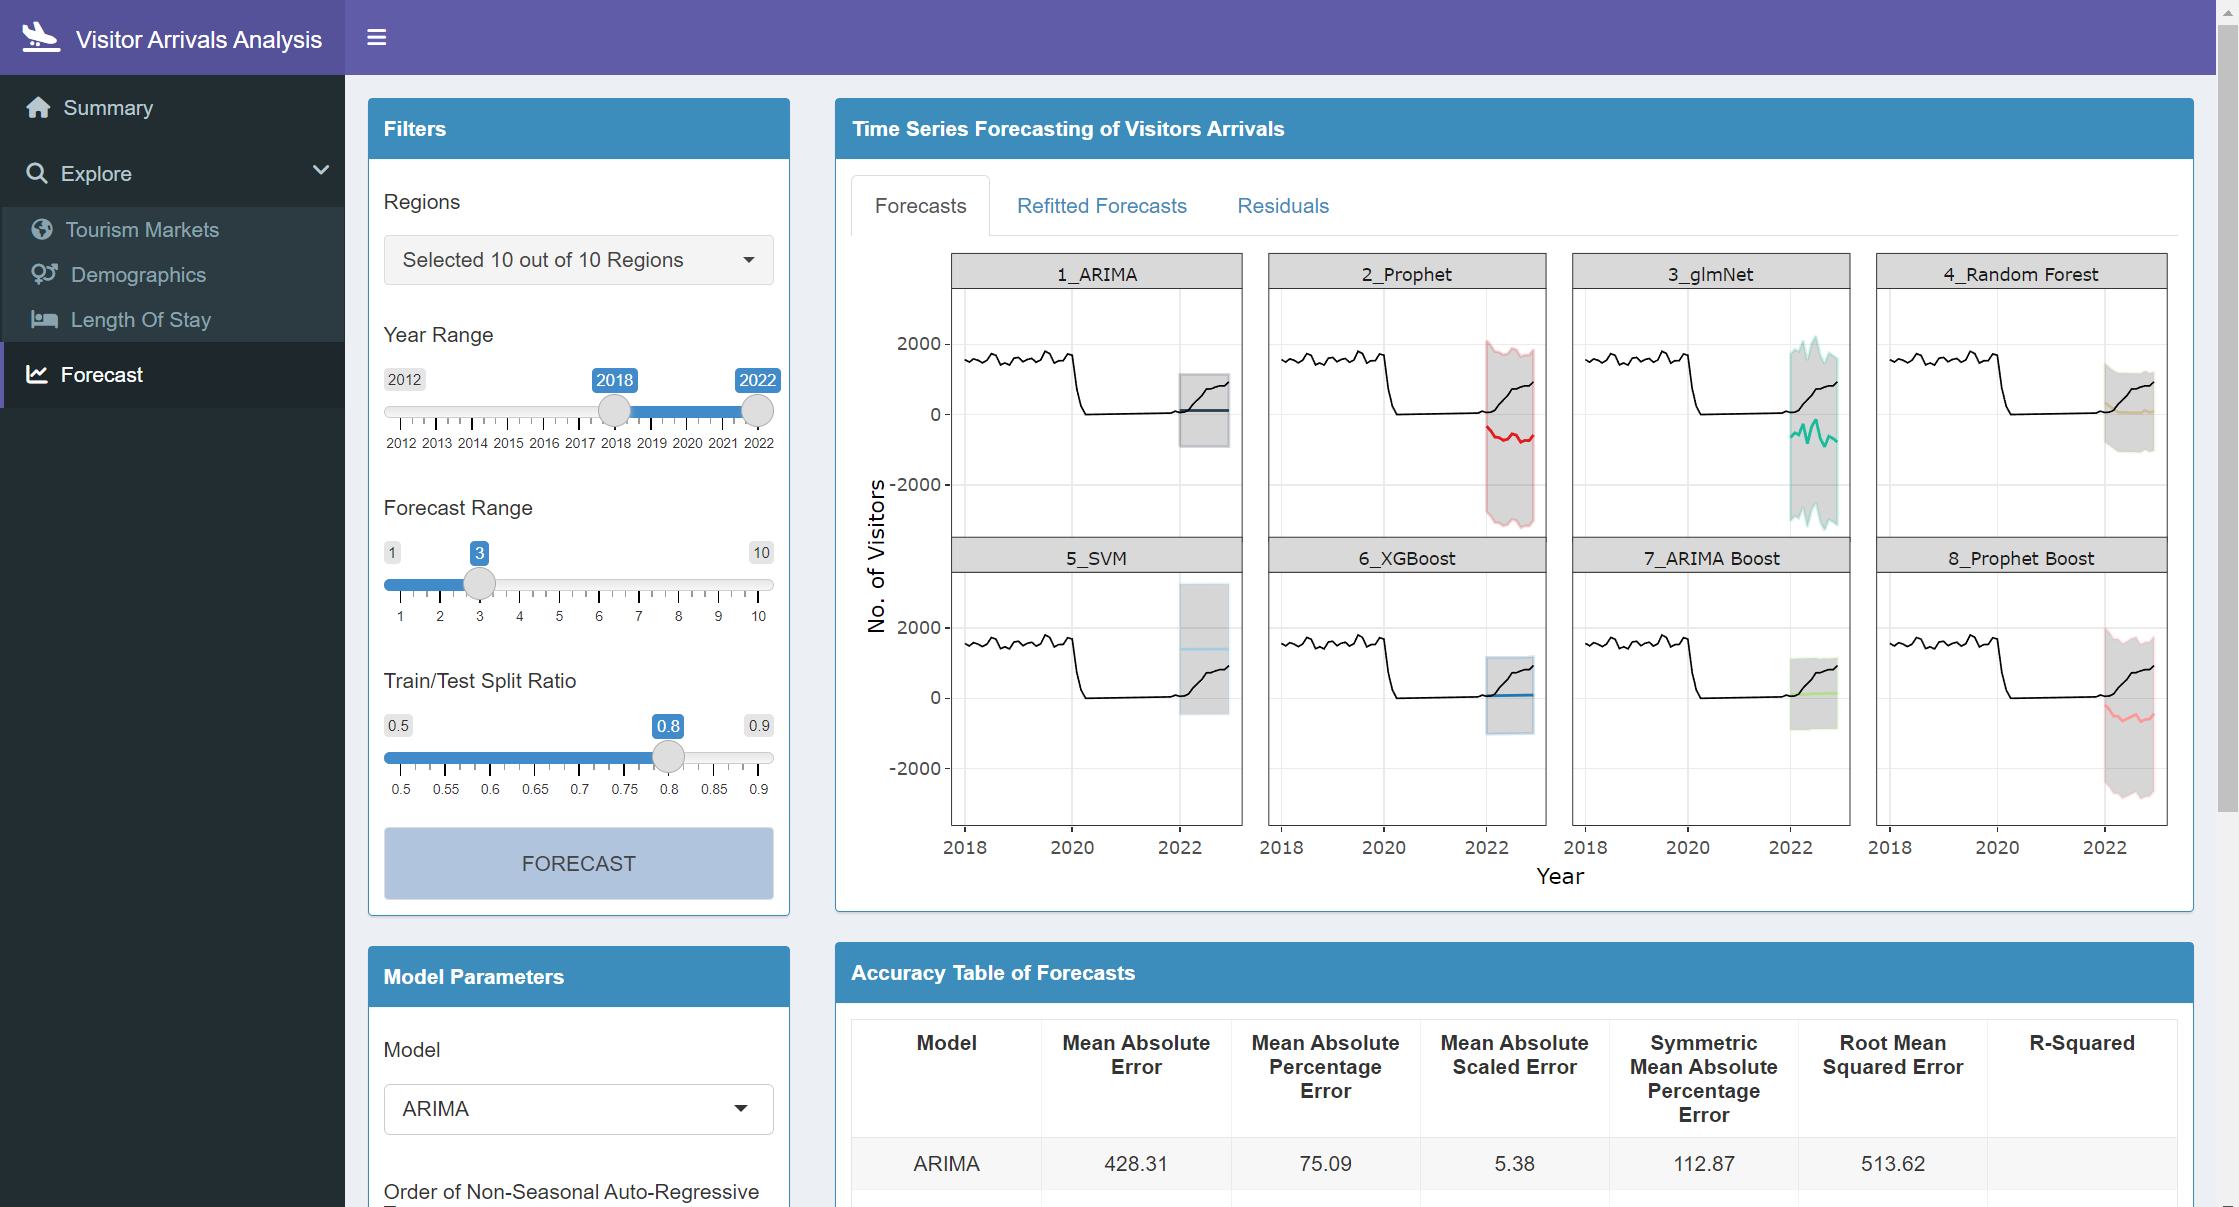 Visitor Arrivals Analysis
Summary
Explore
Tourism Markets
Demographics
Length Of Stay
Forecast
Filters
Regions
Selected 10 out of 10 Regions
Year Range
2012 2018 2022
2012 2013 2014 2015 2016 2017 2018 2019 2020 2021 2022
Forecast Range
1 3 10
1 2 3 4 5 6 7 8 9 10
Train/Test Split Ratio
0.5 0.8 0.9
0.5 0.55 0.6 0.65 0.7 0.75 0.8 0.85 0.9
FORECAST
Model Parameters
Model
ARIMA
Order of Non-Seasonal Auto-Regressive
Time Series Forecasting of Visitors Arrivals
Forecasts Refitted Forecasts Residuals
1_ARIMA 2_Prophet 3_glmNet 4_Random Forest
2000
0
-2000
No. of Visitors
5_SVM 6_XGBoost 7_ARIMA Boost 8_Prophet Boost
2000
0
-2000
2018 2020 2022 2018 2020 2022 2018 2020 2022 2018 2020 2022
Year
Accuracy Table of Forecasts
Model Mean Absolute Mean Absolute Mean Absolute Symmetric Root Mean R-Squared
Error Percentage Scaled Error Mean Absolute Squared Error
Error Percentage
Error
ARIMA 428.31 75.09 5.38 112.87 513.62